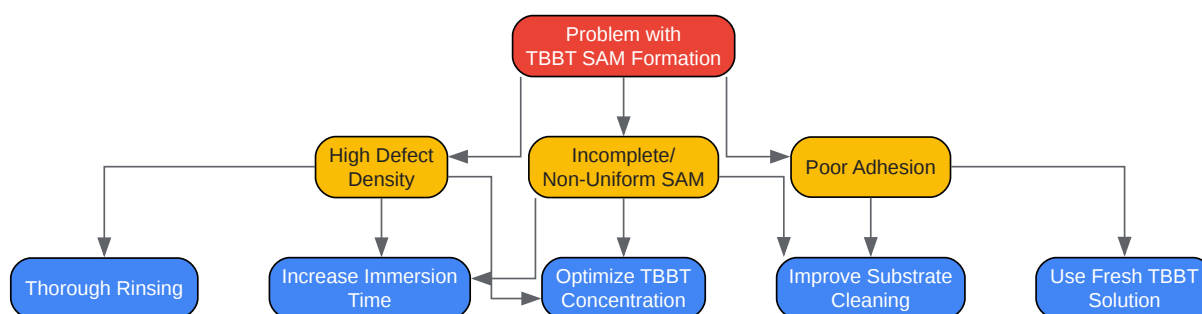 Problem with
TBBT SAM Formation
High Defect
Density
Incomplete/
Non-Uniform SAM
Poor Adhesion
Thorough Rinsing
Increase Immersion
Time
Optimize TBBT
Concentration
Improve Substrate
Cleaning
Use Fresh TBBT
Solution